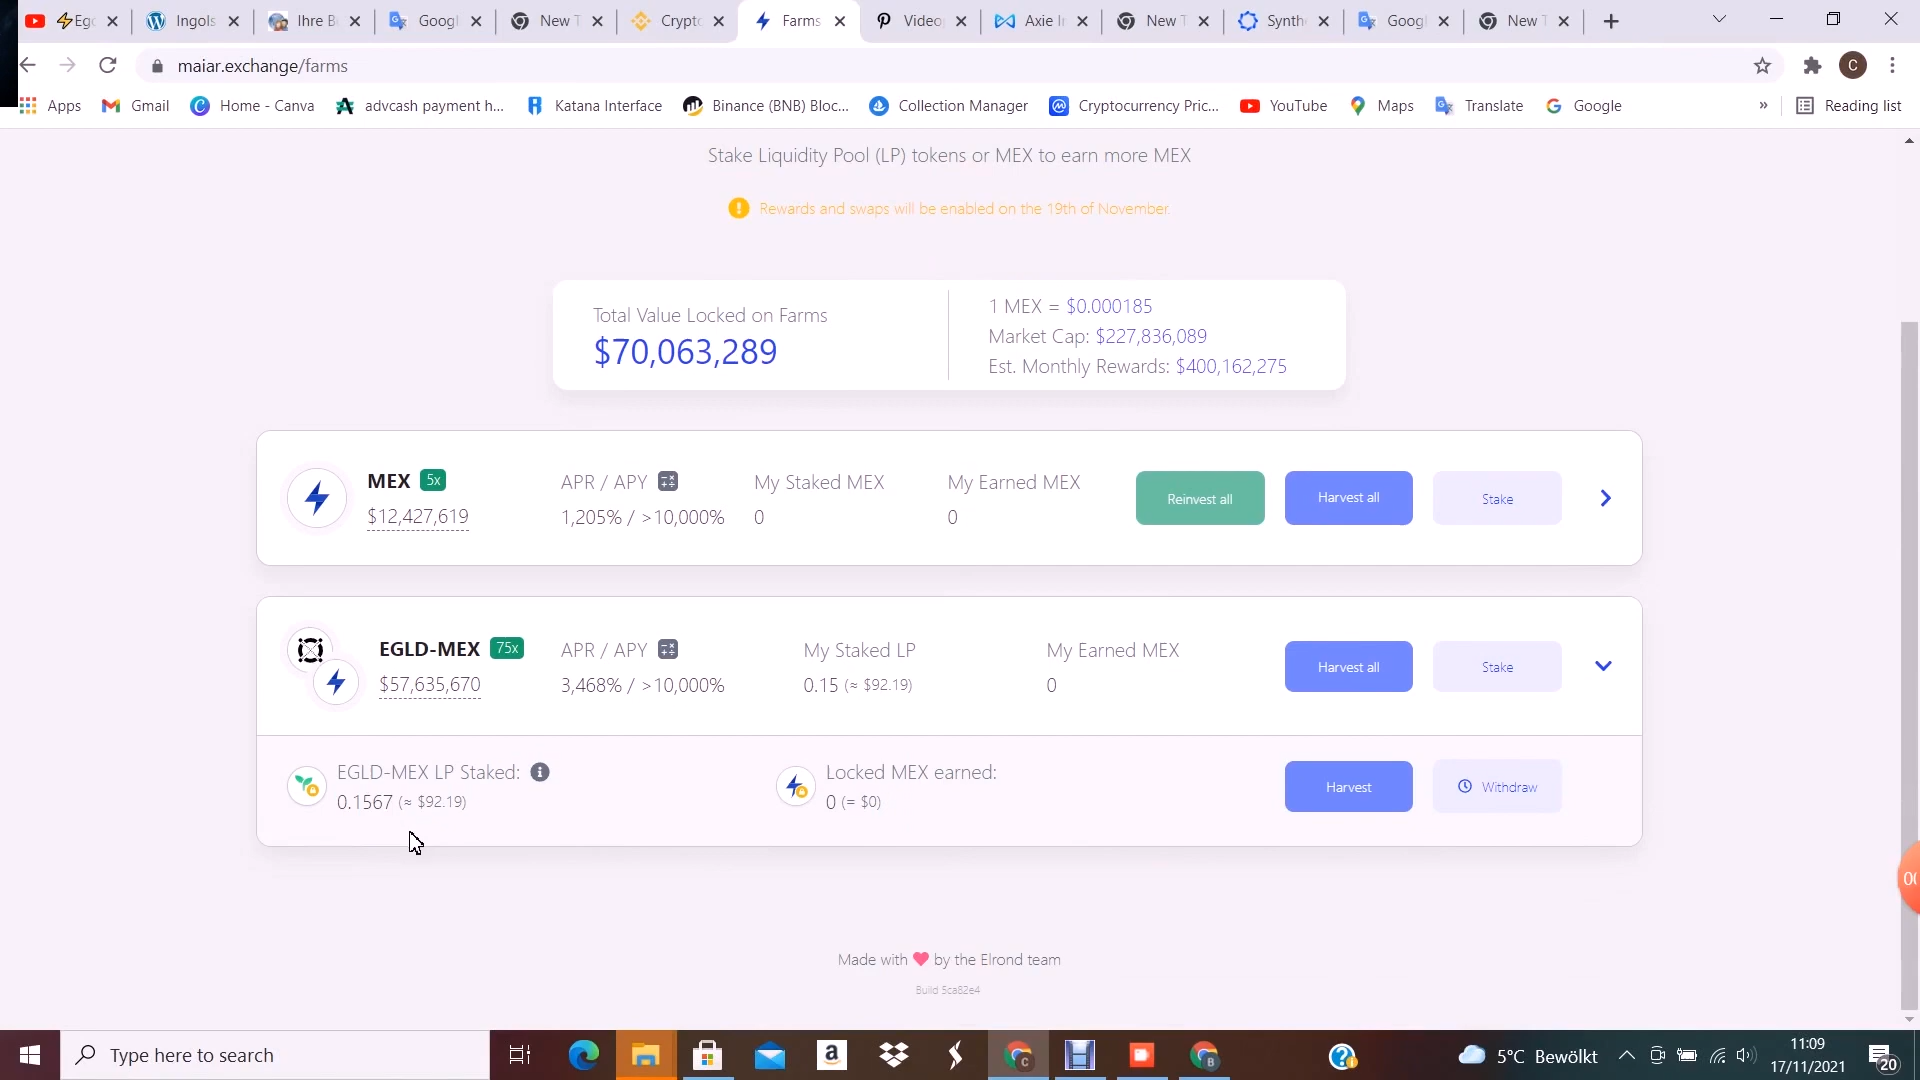 Ego
Ingols
Ihre B
Googl
New T
Crypto
Farms
Video
Axie I
New T
Synth
Googl
New T
maiar.exchange/farms
C
Apps
Gmail
Home - Canva
advcash payment h...
Katana Interface
Binance (BNB) Bloc...
Collection Manager
Cryptocurrency Pric...
YouTube
Maps
Translate
Google
»
Reading list
Stake Liquidity Pool (LP) tokens or MEX to earn more MEX
Rewards and swaps will be enabled on the 19th of November.
Total Value Locked on Farms
$70,063,289
1 MEX = $0.000185
Market Cap: $227,836,089
Est. Monthly Rewards: $400,162,275
MEX 5x
$12,427,619
APR / APY
1,205% / >10,000%
My Staked MEX
0
My Earned MEX
0
Reinvest all
Harvest all
Stake
EGLD-MEX 75x
$57,635,670
APR / APY
3,468% / >10,000%
My Staked LP
0.15 (≈ $92.19)
My Earned MEX
0
Harvest all
Stake
EGLD-MEX LP Staked:
0.1567 (≈ $92.19)
Locked MEX earned:
0 (= $0)
Harvest
Withdraw
00
Made with ❤ by the Elrond team
Build 5ca82e4
Type here to search
5°C Bewölkt
11:09
17/11/2021
20